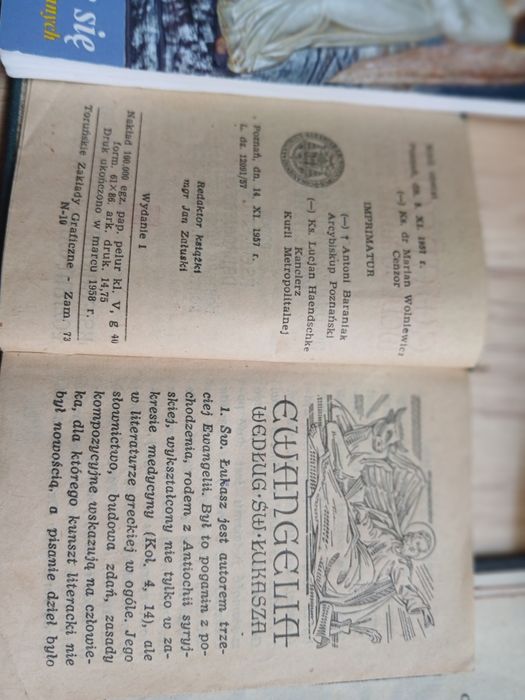 się
nnych
Poznań, dn. 8. XI. 1957 r.
(—) Ks. dr Marian Wolniewicz
Cenzor
IMPRIMATUR
(—) † Antoni Baraniak
Arcybiskup Poznański
(—) Ks. Lucjan Haendschke
Kanclerz
Kurii Metropolitalnej
Poznań, dn. 14. XI. 1957 r.
L. dz. 12091/57
Redaktor książki
mgr Jan Załuski
Wydanie I
Nakład 100.000 egz. pap. pelur kl. V, g 40
form. 61×86. ark. druk. 14,75
Druk ukończono w marcu 1958 r.
Toruńskie Zakłady Graficzne - Zam. 73
N-10
EWANGELIA
WEDŁUG·ŚW·ŁUKASZA
1. Św. Łukasz jest autorem trze-
ciej Ewangelii. Był to poganin z po-
chodzenia, rodem z Antiochii syryj-
skiej, wykształcony nie tylko w za-
kresie medycyny (Kol, 4, 14), ale
w literaturze greckiej w ogóle. Jego
słownictwo, budowa zdań, zasady
kompozycyjne wskazują na człowie-
ka, dla którego kunszt literacki nie
był nowością, a pisanie dzieł było